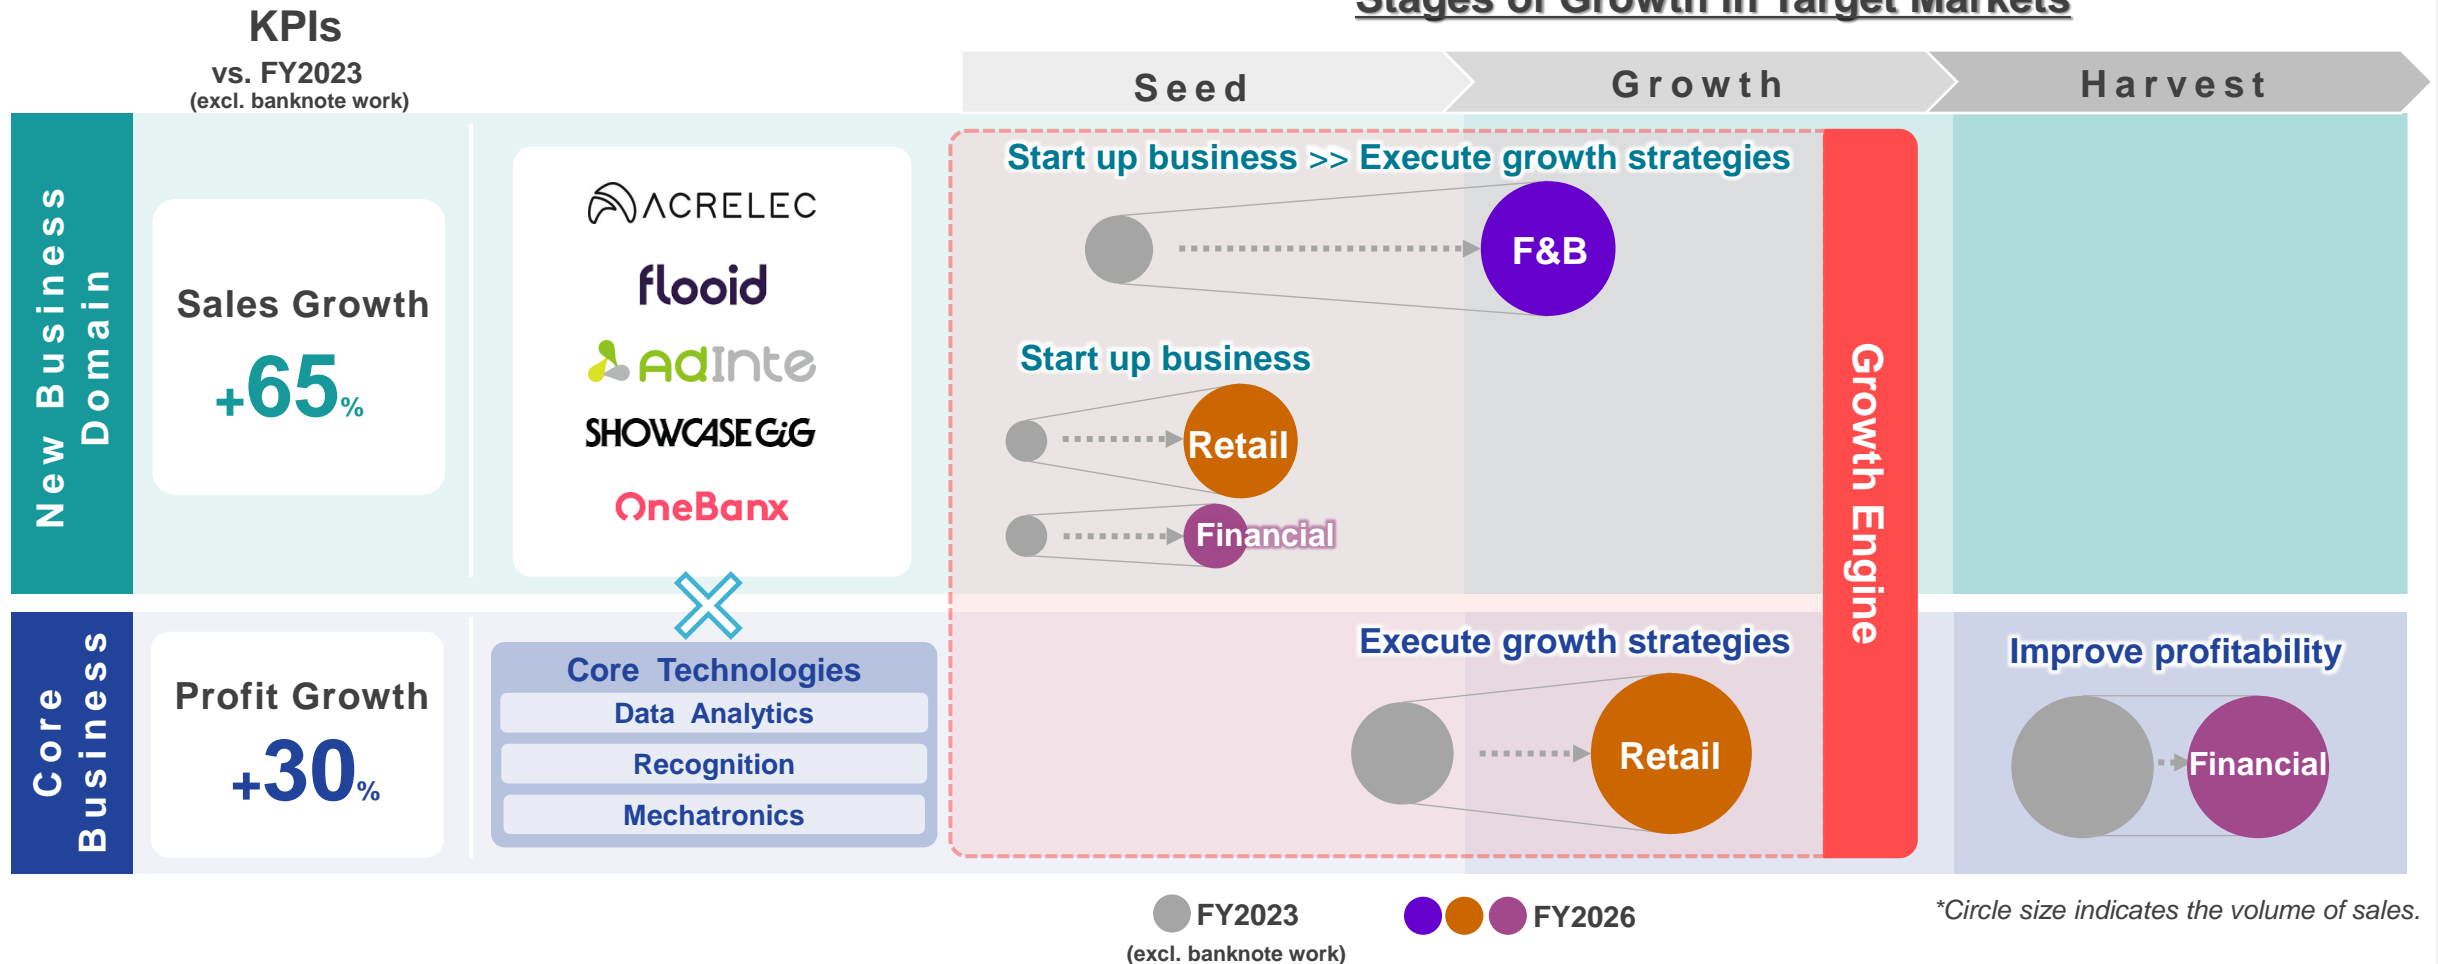 Stages of Growth in Target Markets
KPIs
vs. FY2023
(excl. banknote work)
Seed
Growth
Harvest
New Business
Domain
Sales Growth
+65%
ACRELEC
flooid
AdInte
SHOWCASE GiG
OneBanx
Start up business >> Execute growth strategies
F&B
Start up business
Retail
Financial
Growth Engine
Core
Business
Profit Growth
+30%
Core Technologies
Data Analytics
Recognition
Mechatronics
Execute growth strategies
Retail
Improve profitability
Financial
FY2023
(excl. banknote work)
FY2026
*Circle size indicates the volume of sales.